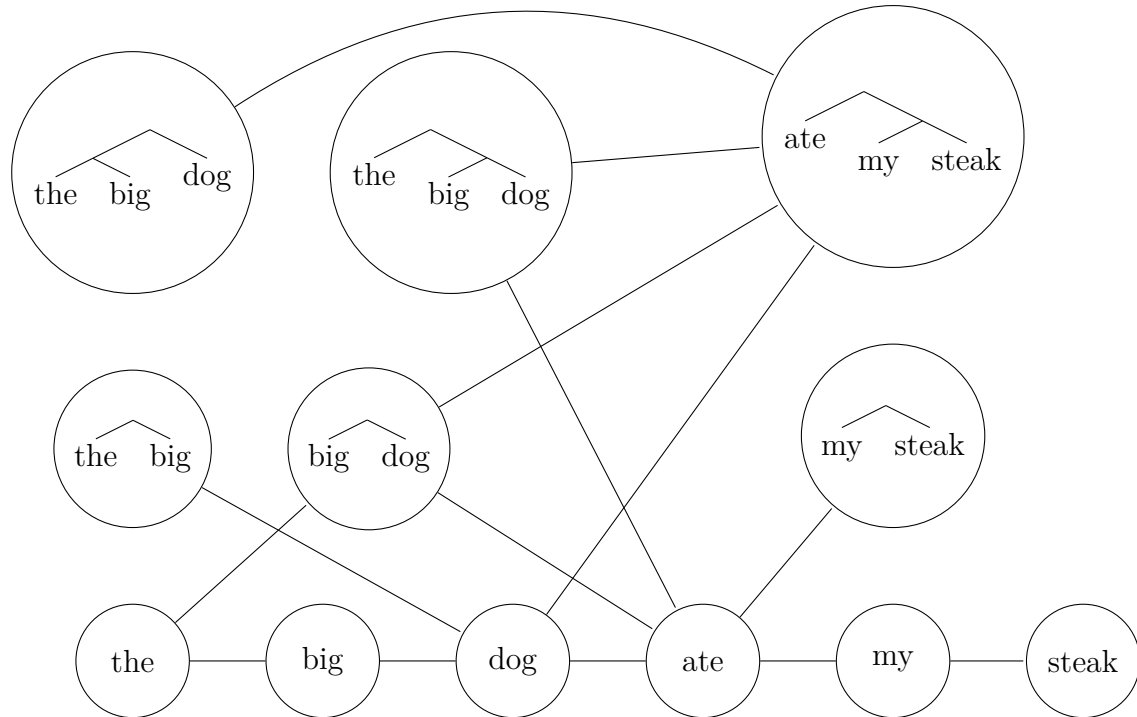 the big dog
the big dog
ate my steak
the big
big dog
my steak
the
big
dog
ate
my
steak